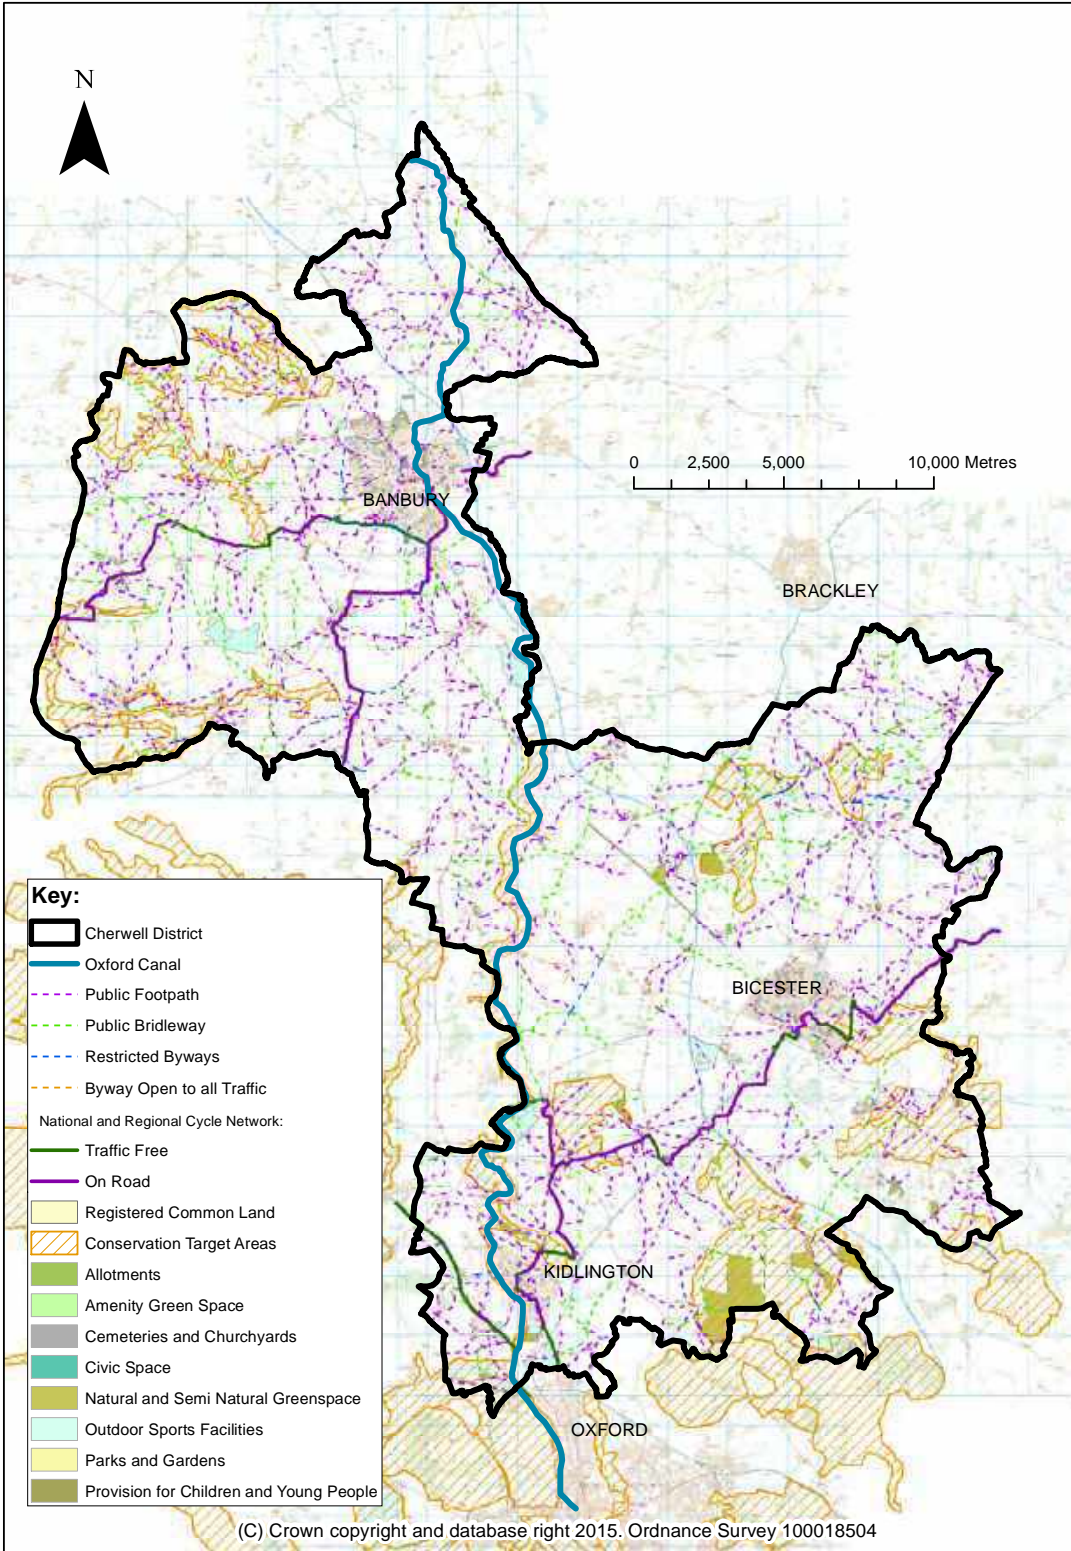 N
0 2,500 5,000 10,000 Metres
BANBURY
BRACKLEY
BICESTER
KIDLINGTON
OXFORD
Key:
Cherwell District
Oxford Canal
Public Footpath
Public Bridleway
Restricted Byways
Byway Open to all Traffic
National and Regional Cycle Network:
Traffic Free
On Road
Registered Common Land
Conservation Target Areas
Allotments
Amenity Green Space
Cemeteries and Churchyards
Civic Space
Natural and Semi Natural Greenspace
Outdoor Sports Facilities
Parks and Gardens
Provision for Children and Young People
(C) Crown copyright and database right 2015. Ordnance Survey 100018504